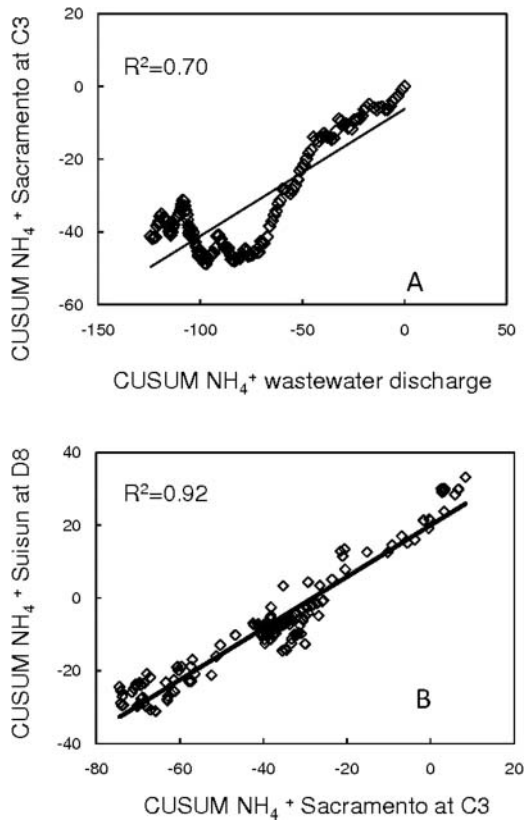 CUSUM NH₄⁺ Sacramento at C3
20
0
-20
-40
-60
R²=0.70
A
-150
-100
-50
0
50
CUSUM NH₄⁺ wastewater discharge
CUSUM NH₄⁺ Suisun at D8
40
20
0
-20
-40
R²=0.92
B
-80
-60
-40
-20
0
20
CUSUM NH₄⁺ Sacramento at C3